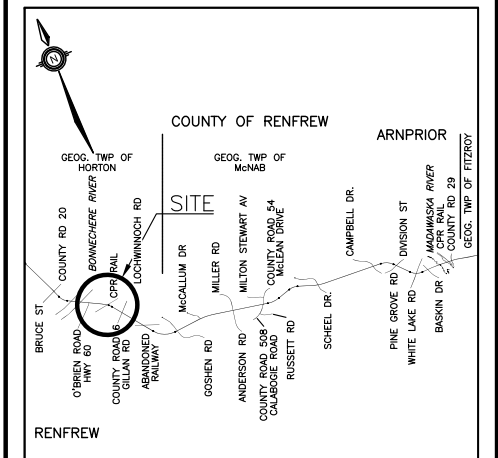 N
COUNTY OF RENFREW
ARNPRIOR
GEOG. TWP OF
HORTON
GEOG. TWP OF
McNAB
SITE
COUNTY RD 20
BONNECHERE RIVER
CPR RAIL
LOCHWINNOCH RD
McCALLUM DR
MILLER RD
MILTON STEWART AV
COUNTY ROAD 54
McLEAN DRIVE
CAMPBELL DR.
DIVISION ST
MADAWASKA RIVER
CPR RAIL
COUNTY RD 29
GEOG. TWP OF FITZROY
BRUCE ST
O'BRIEN ROAD
HWY 60
COUNTY ROAD 6
GILLAN RD
ABANDONED
RAILWAY
GOSHEN RD
ANDERSON RD
COUNTY ROAD 508
CALABOGIE ROAD
RUSSETT RD
SCHEEL DR.
PINE GROVE RD
WHITE LAKE RD
BASKIN DR
RENFREW